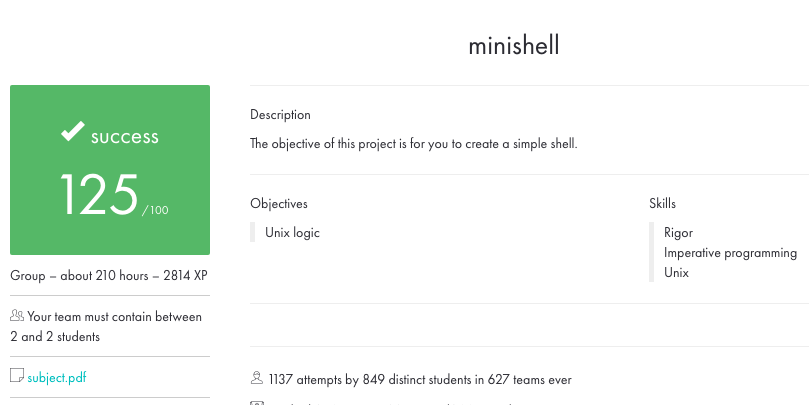 minishell
success
125 /100
Group – about 210 hours – 2814 XP
Your team must contain between
2 and 2 students
subject.pdf
Description
The objective of this project is for you to create a simple shell.
Objectives
Unix logic
Skills
Rigor
Imperative programming
Unix
1137 attempts by 849 distinct students in 627 teams ever